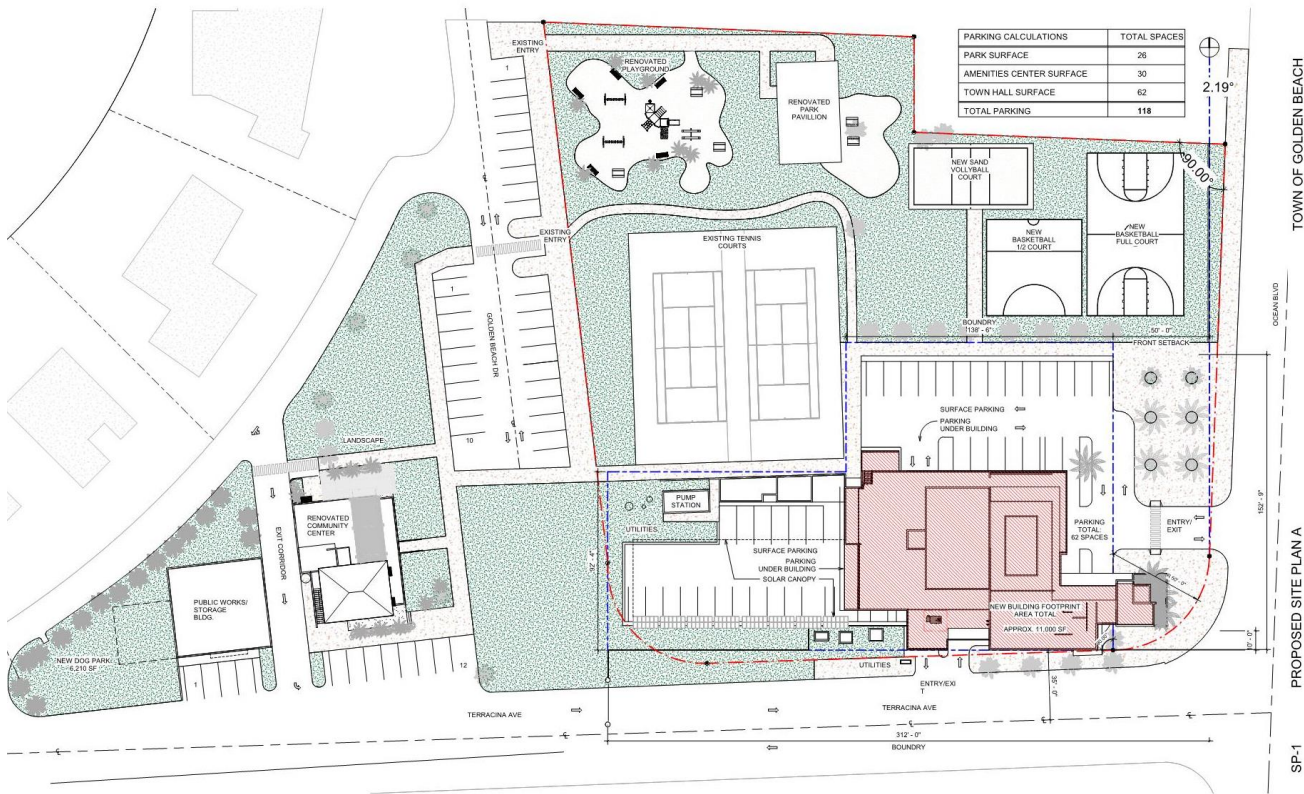 PARKING CALCULATIONS TOTAL SPACES
PARK SURFACE 26
AMENITIES CENTER SURFACE 30
TOWN HALL SURFACE 62
TOTAL PARKING 118
2.19°
90.00°
EXISTING
ENTRY
1
RENOVATED
PLAYGROUND
RENOVATED
PARK
PAVILLION
NEW SAND
VOLLYBALL
COURT
NEW
BASKETBALL
1/2 COURT
NEW
BASKETBALL
FULL COURT
EXISTING
ENTRY
EXISTING TENNIS
COURTS
1
GOLDEN BEACH DR
10
BOUNDRY
138' - 6"
50' - 0"
FRONT SETBACK
OCEAN BLVD
152' - 9"
SURFACE PARKING
PARKING
UNDER BUILDING
LANDSCAPE
RENOVATED
COMMUNITY
CENTER
EXIT CORRIDOR
PUBLIC WORKS/
STORAGE
BLDG.
NEW DOG PARK
6,210 SF
1
12
PUMP
STATION
UTILITIES
92' - 4"
SURFACE PARKING
PARKING
UNDER BUILDING
SOLAR CANOPY
PARKING
TOTAL:
62 SPACES
ENTRY/
EXIT
NEW BUILDING FOOTPRINT
AREA TOTAL
APPROX. 11,000 SF
10' - 0"
35' - 0"
UTILITIES
ENTRY/EXI
T
TERRACINA AVE
TERRACINA AVE
312' - 0"
BOUNDRY
TOWN OF GOLDEN BEACH
PROPOSED SITE PLAN A
SP-1